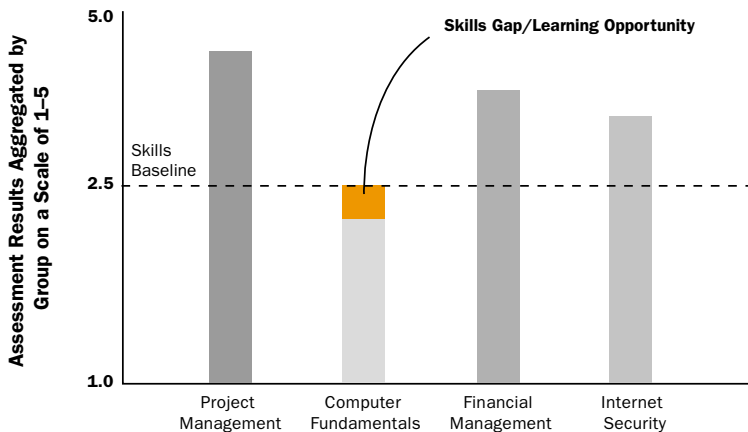 Assessment Results Aggregated by
Group on a Scale of 1–5
5.0
Skills Gap/Learning Opportunity
Skills
Baseline
2.5
1.0
Project
Management
Computer
Fundamentals
Financial
Management
Internet
Security